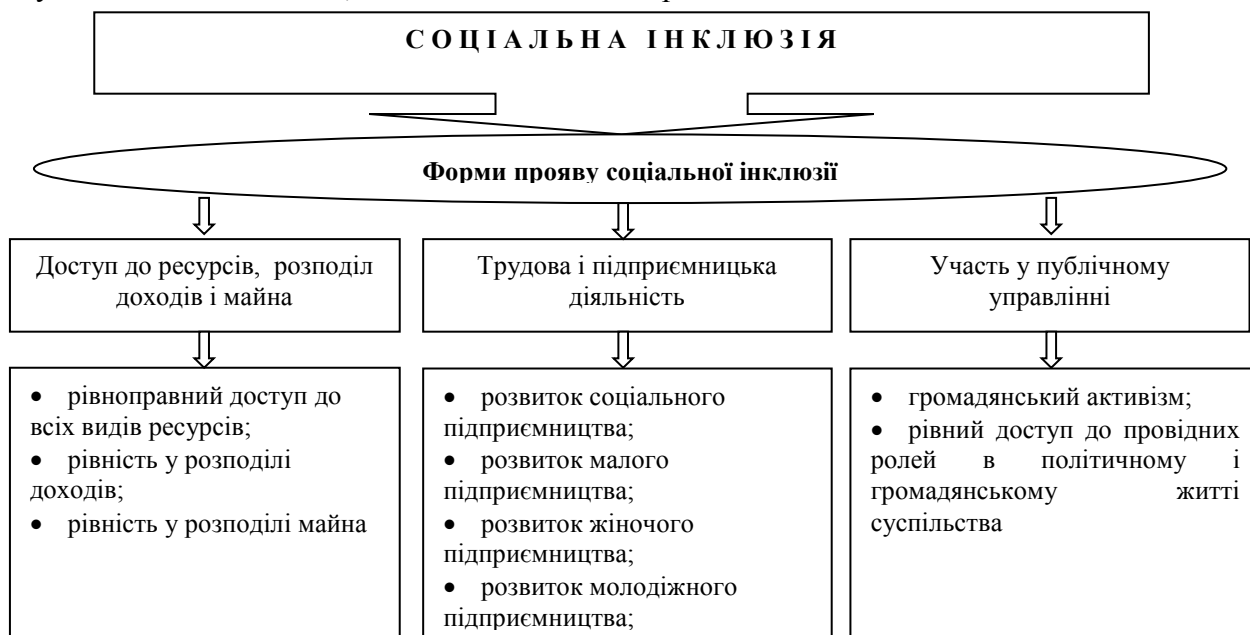 С О Ц І А Л Ь Н А І Н К Л Ю З І Я
Форми прояву соціальної інклюзії
Доступ до ресурсів, розподіл
доходів і майна
Трудова і підприємницька
діяльність
Участь у публічному
управлінні
• рівноправний доступ до
всіх видів ресурсів;
• рівність у розподілі
доходів;
• рівність у розподілі майна
• розвиток соціального
підприємництва;
• розвиток малого
підприємництва;
• розвиток жіночого
підприємництва;
• розвиток молодіжного
підприємництва;
• громадянський активізм;
• рівний доступ до провідних
ролей в політичному і
громадянському житті
суспільства